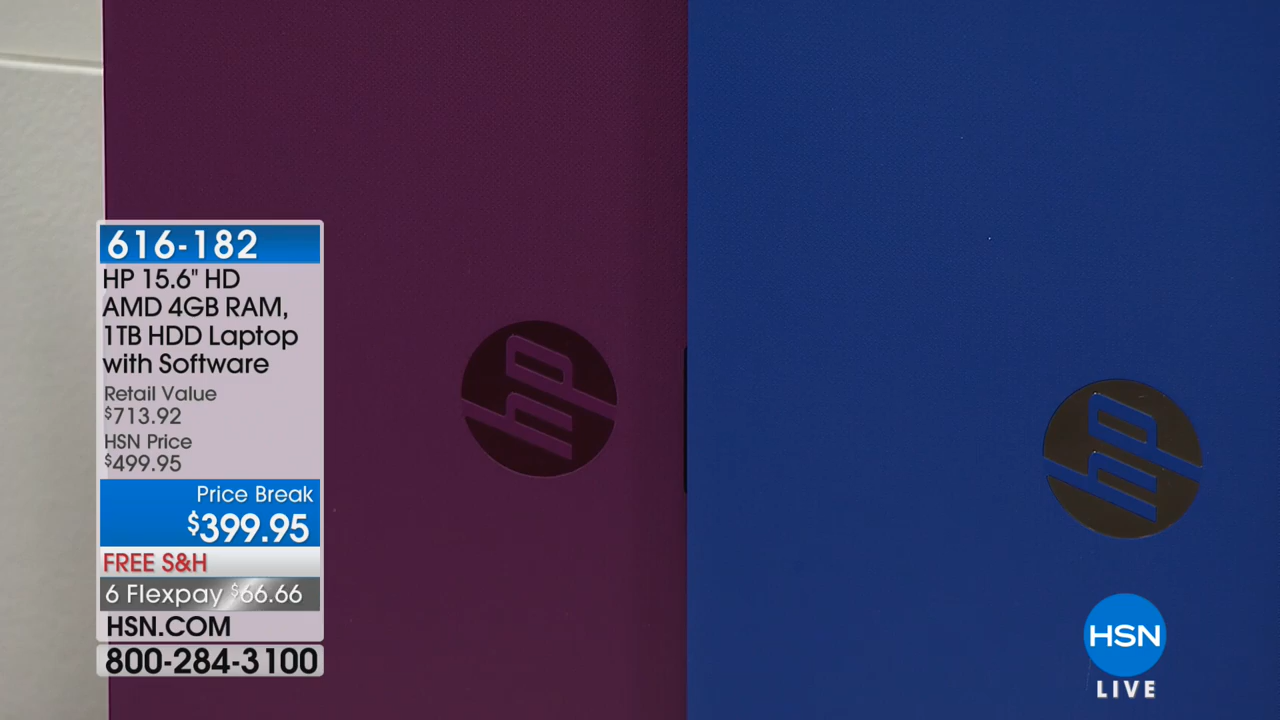 616-182
HP 15.6" HD
AMD 4GB RAM,
1TB HDD Laptop
with Software
Retail Value
$713.92
HSN Price
$499.95
Price Break
$399.95
FREE S&H
6 Flexpay $66.66
HSN.COM
800-284-3100
hp
hp
HSN
LIVE